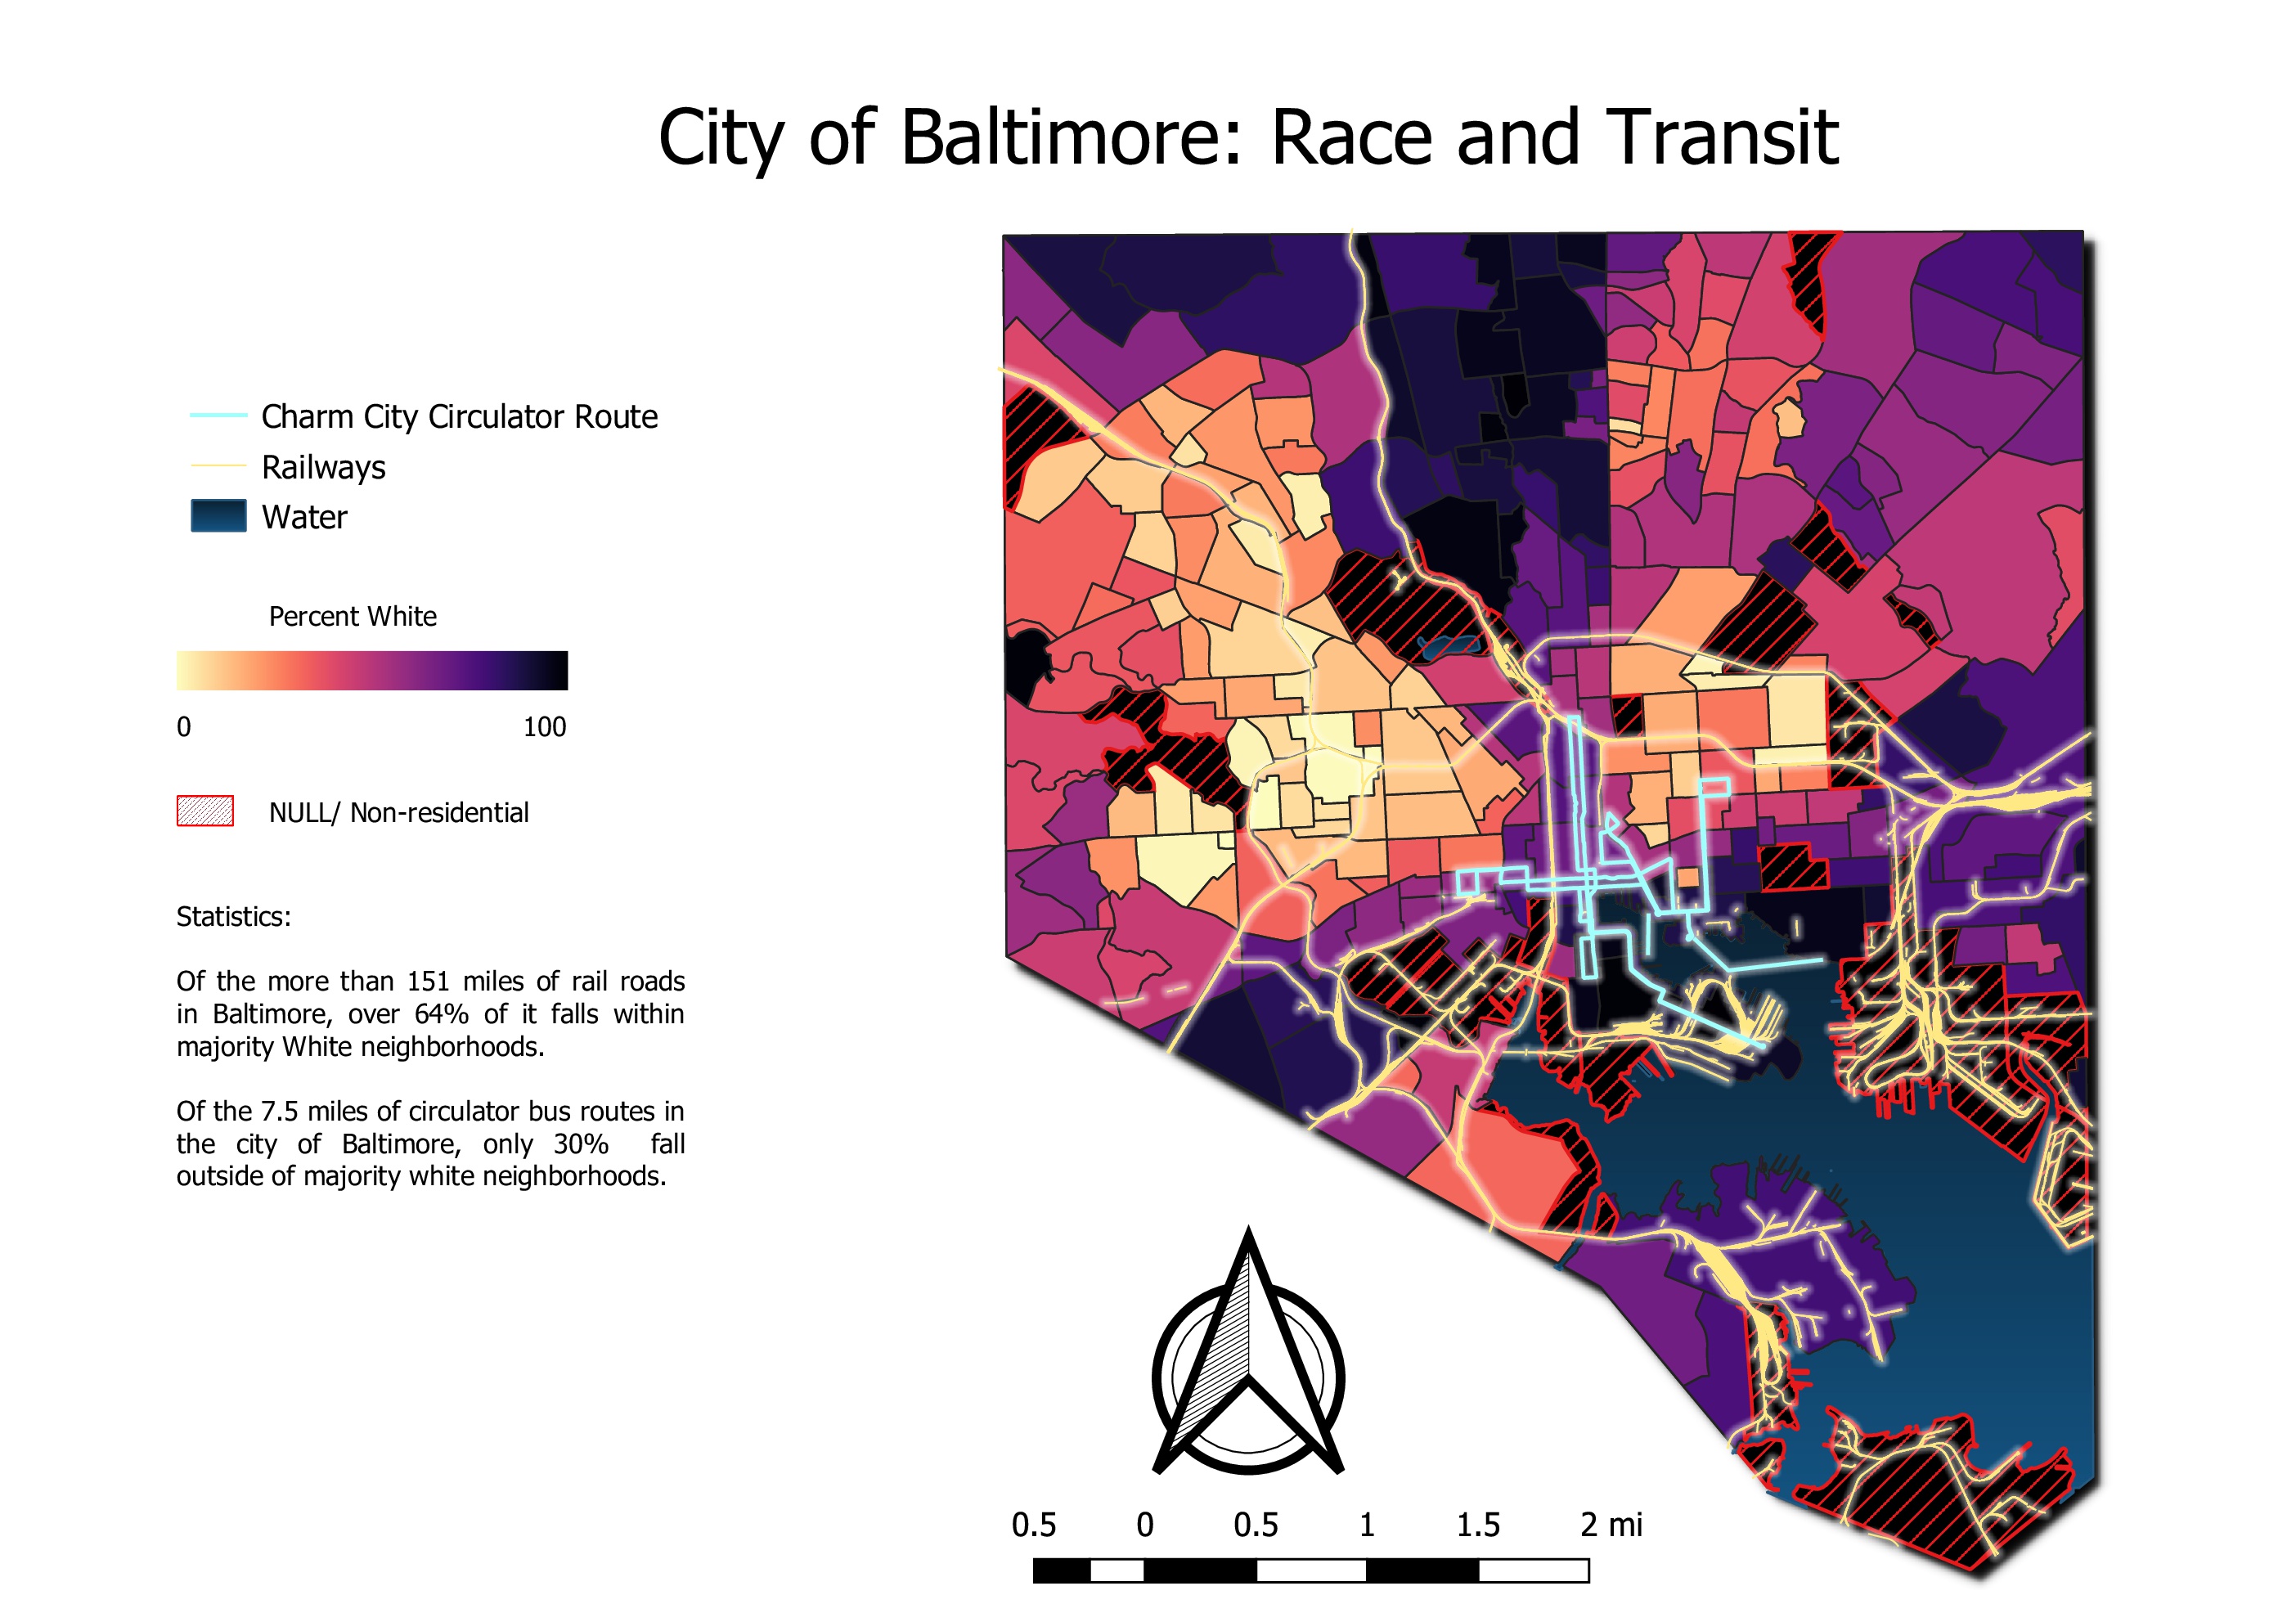 City of Baltimore: Race and Transit
Charm City Circulator Route
Railways
Water
Percent White
0 100
NULL/ Non-residential
Statistics:
Of the more than 151 miles of rail roads
in Baltimore, over 64% of it falls within
majority White neighborhoods.
Of the 7.5 miles of circulator bus routes in
the city of Baltimore, only 30% fall
outside of majority white neighborhoods.
0.5 0 0.5 1 1.5 2 mi